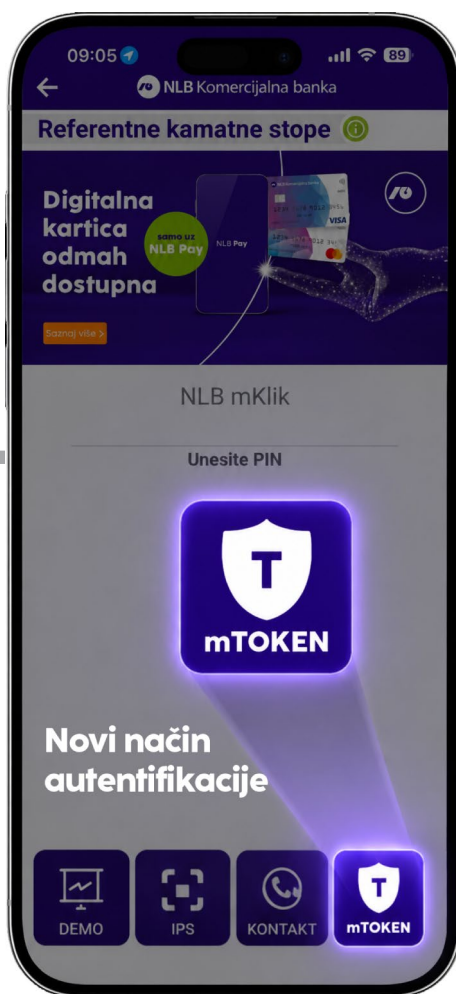 09:05
89
NLB Komercijalna banka
Referentne kamatne stope
Digitalna
kartica
odmah
dostupna
samo uz
NLB Pay
NLB Pay
VISA
Saznaj više >
NLB mKlik
Unesite PIN
T
mTOKEN
Novi način
autentifikacije
DEMO
IPS
KONTAKT
T
mTOKEN